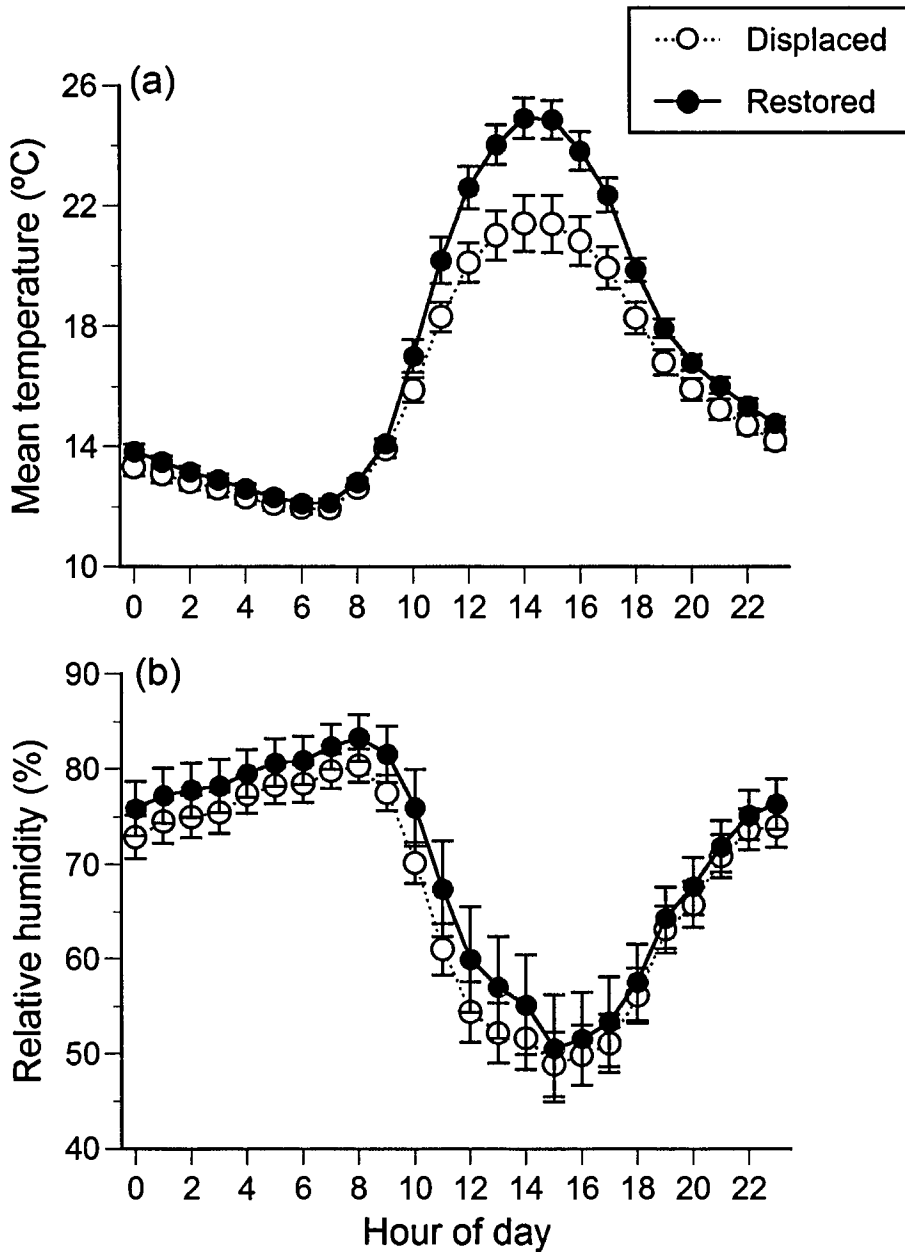 Displaced
Restored
(a)
26
22
18
14
10
Mean temperature (ºC)
0 2 4 6 8 10 12 14 16 18 20 22
(b)
90
80
70
60
50
40
Relative humidity (%)
0 2 4 6 8 10 12 14 16 18 20 22
Hour of day